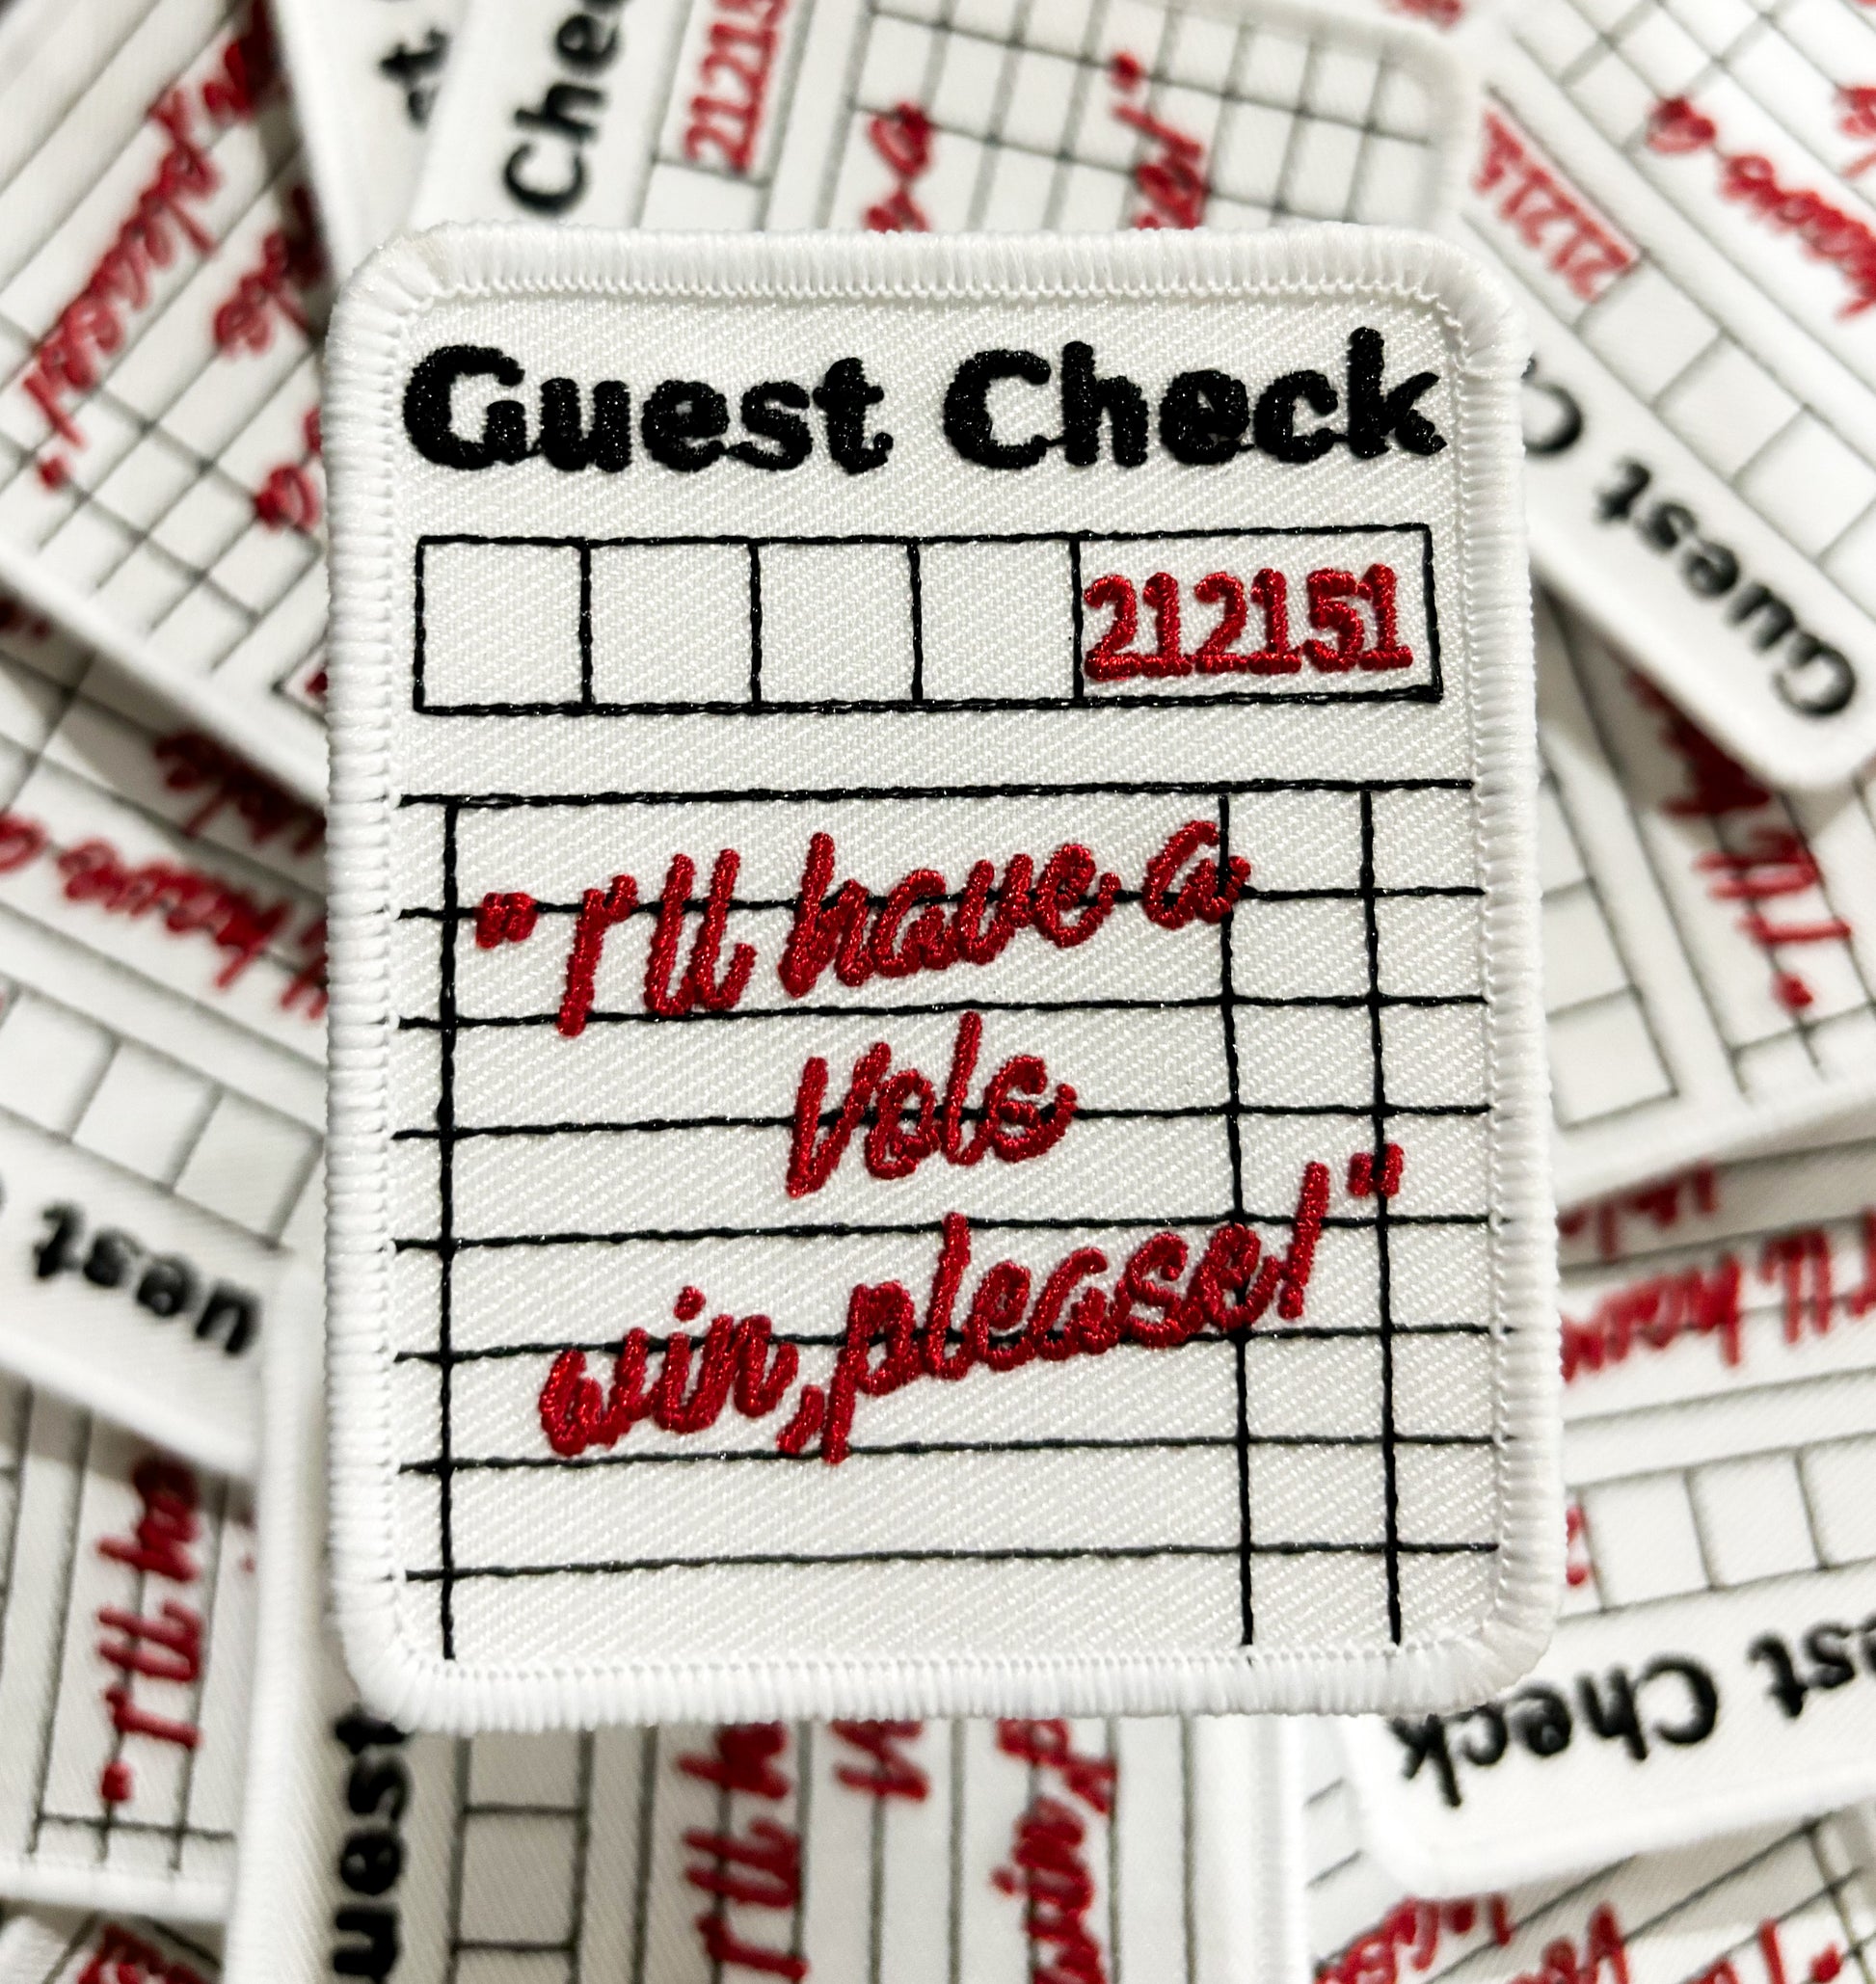 Guest Check
212151
"I'll have a
Vols
win, please!"